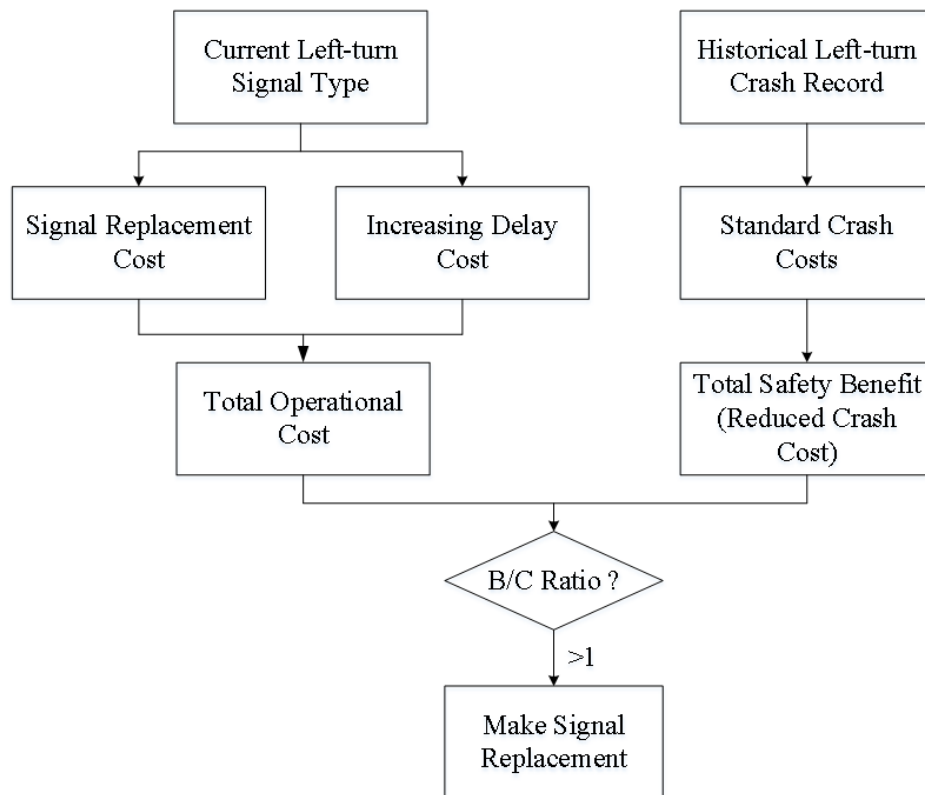 Current Left-turn
Signal Type
Historical Left-turn
Crash Record
Signal Replacement
Cost
Increasing Delay
Cost
Standard Crash
Costs
Total Operational
Cost
Total Safety Benefit
(Reduced Crash
Cost)
B/C Ratio ?
>1
Make Signal
Replacement